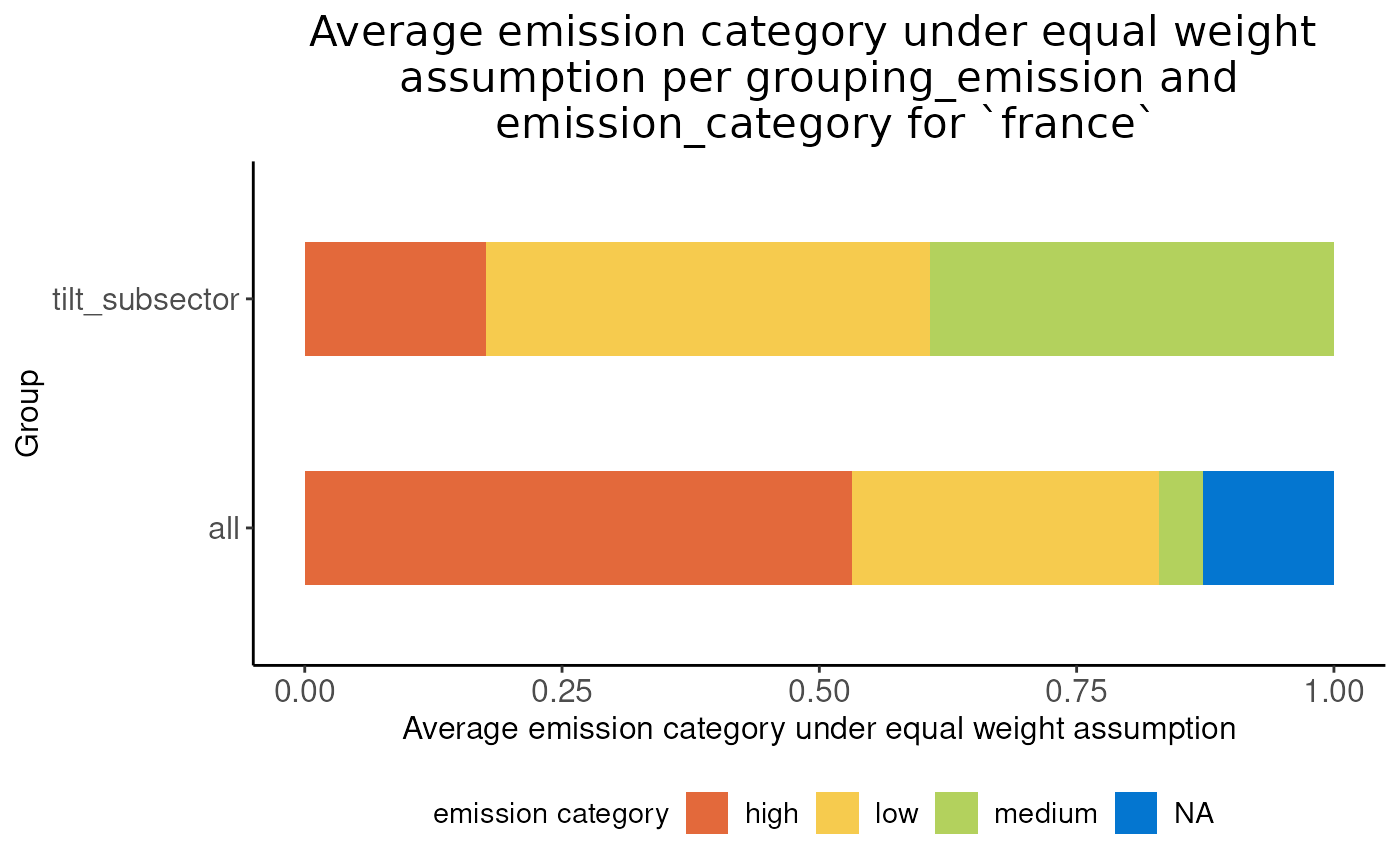 Average emission category under equal weight
assumption per grouping_emission and
emission_category for `france`
tilt_subsector
Group
all
0.00 0.25 0.50 0.75 1.00
Average emission category under equal weight assumption
emission category high low medium NA